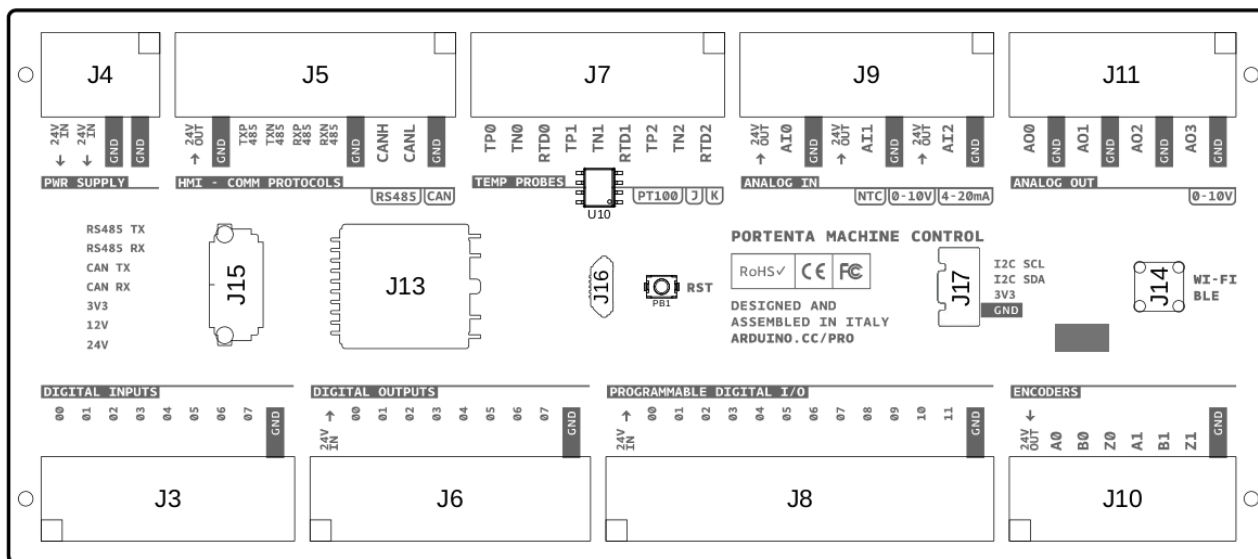 J4
J5
J7
J9
J11
24V IN
24V IN
GND
GND
24V OUT
GND
TXP 485
TXN 485
RXP 485
RXN 485
GND
CANH
CANL
GND
TP0
TN0
RTD0
TP1
TN1
RTD1
TP2
TN2
RTD2
24V OUT
AI0
GND
24V OUT
AI1
GND
24V OUT
AI2
GND
AO0
GND
AO1
GND
AO2
GND
AO3
GND
PWR SUPPLY
HMI - COMM PROTOCOLS
TEMP PROBES
ANALOG IN
ANALOG OUT
RS485 CAN
PT100 J K
NTC 0-10V 4-20mA
0-10V
U10
RS485 TX
RS485 RX
CAN TX
CAN RX
3V3
12V
24V
J15
J13
J16
PB1
RST
PORTENTA MACHINE CONTROL
RoHS✓ CE FC
DESIGNED AND
ASSEMBLED IN ITALY
ARDUINO.CC/PRO
J17
I2C SCL
I2C SDA
3V3
GND
J14
WI-FI
BLE
DIGITAL INPUTS
DIGITAL OUTPUTS
PROGRAMMABLE DIGITAL I/O
ENCODERS
00
01
02
03
04
05
06
07
GND
24V IN
00
01
02
03
04
05
06
07
GND
24V IN
00
01
02
03
04
05
06
07
08
09
10
11
GND
24V OUT
A0
B0
Z0
A1
B1
Z1
GND
J3
J6
J8
J10